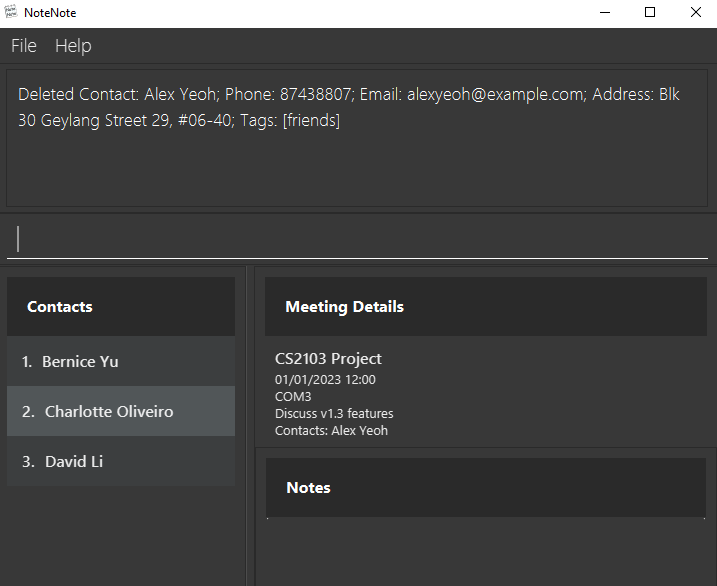 NoteNote
File Help
Deleted Contact: Alex Yeoh; Phone: 87438807; Email: alexyeoh@example.com; Address: Blk
30 Geylang Street 29, #06-40; Tags: [friends]
Contacts
1. Bernice Yu
2. Charlotte Oliveiro
3. David Li
Meeting Details
CS2103 Project
01/01/2023 12:00
COM3
Discuss v1.3 features
Contacts: Alex Yeoh
Notes